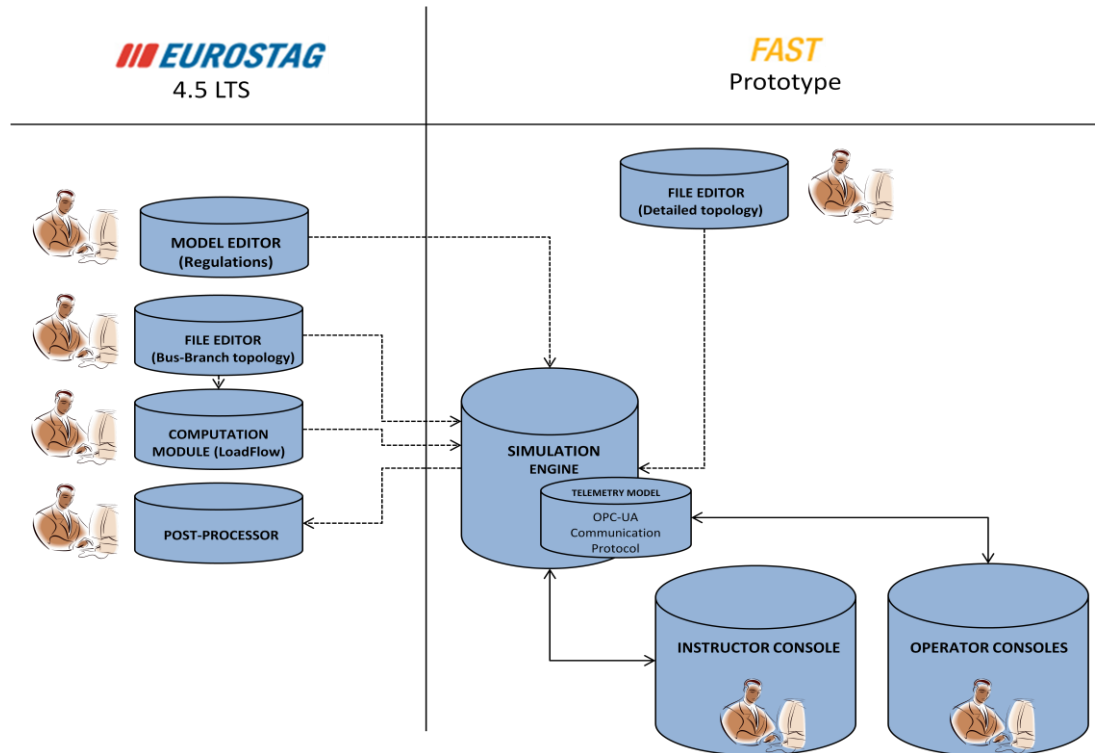 EUROSTAG
4.5 LTS
FAST
Prototype
FILE EDITOR
(Detailed topology)
MODEL EDITOR
(Regulations)
FILE EDITOR
(Bus-Branch topology)
COMPUTATION
MODULE (LoadFlow)
POST-PROCESSOR
SIMULATION
ENGINE
TELEMETRY MODEL
OPC-UA
Communication
Protocol
INSTRUCTOR CONSOLE
OPERATOR CONSOLES